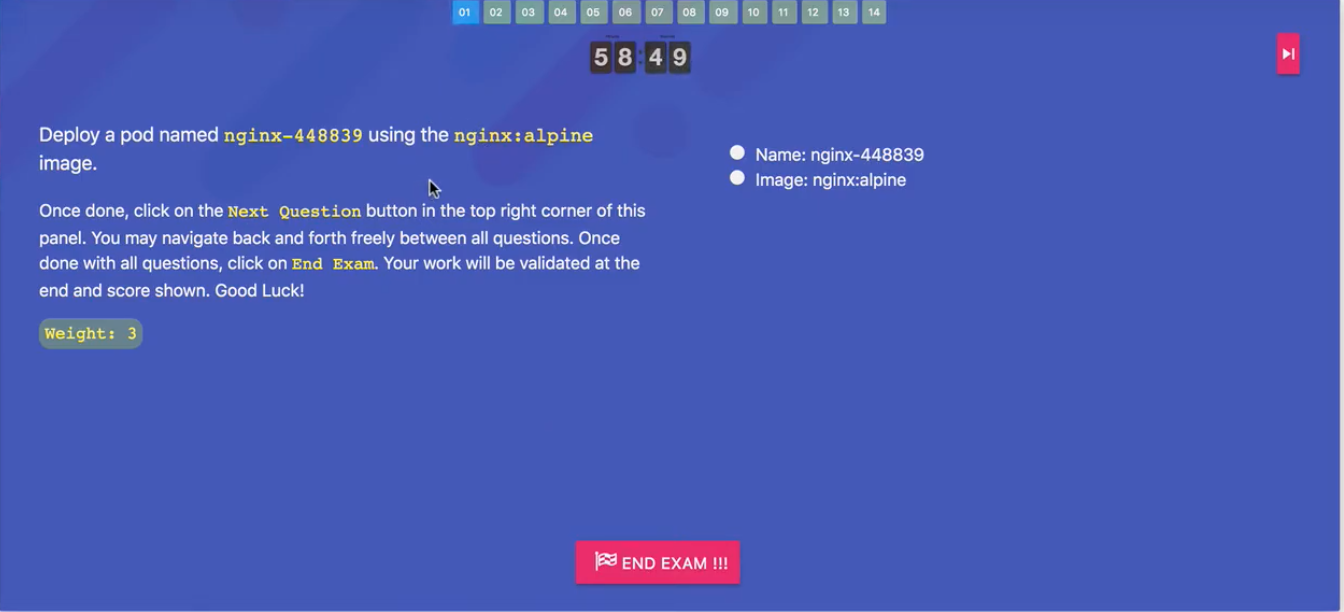 01 02 03 04 05 06 07 08 09 10 11 12 13 14
58:49
Deploy a pod named nginx-448839 using the nginx:alpine
image.
Once done, click on the Next Question button in the top right corner of this
panel. You may navigate back and forth freely between all questions. Once
done with all questions, click on End Exam. Your work will be validated at the
end and score shown. Good Luck!
Weight: 3
Name: nginx-448839
Image: nginx:alpine
END EXAM !!!